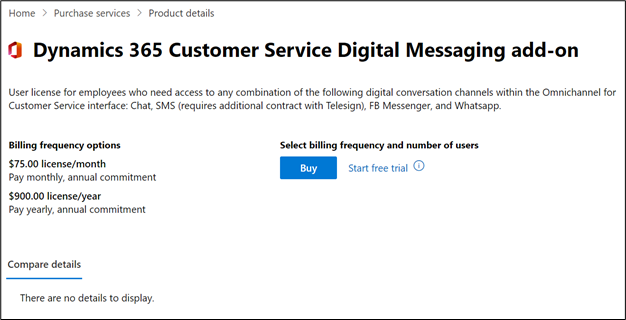 Home > Purchase services > Product details
Dynamics 365 Customer Service Digital Messaging add-on
User license for employees who need access to any combination of the following digital conversation channels within the Omnichannel for
Customer Service interface: Chat, SMS (requires additional contract with Telesign), FB Messenger, and Whatsapp.
Billing frequency options
$75.00 license/month
Pay monthly, annual commitment
$900.00 license/year
Pay yearly, annual commitment
Select billing frequency and number of users
Buy Start free trial
Compare details
There are no details to display.